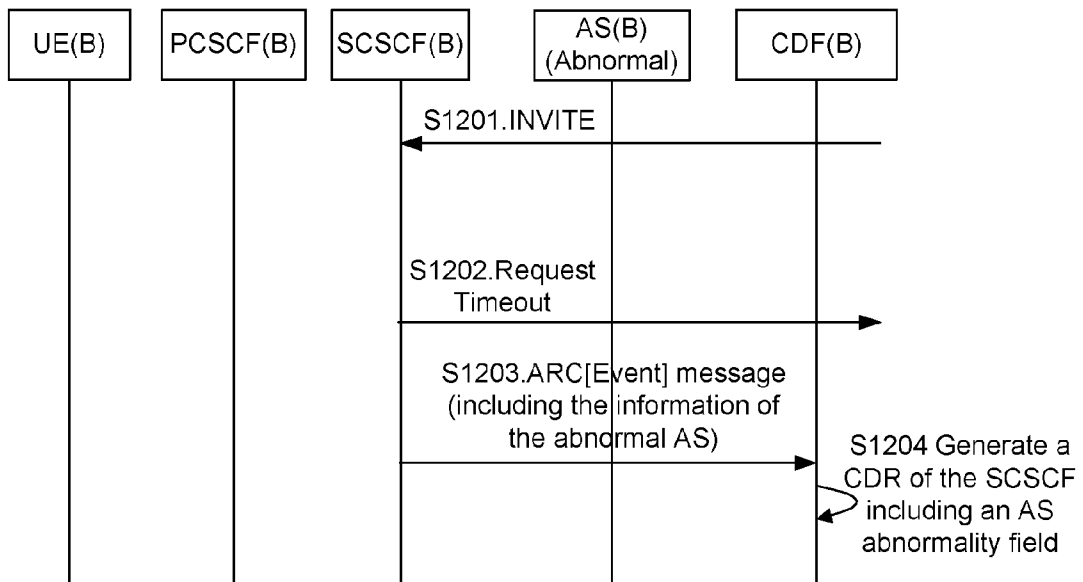 UE(B)
PCSCF(B)
SCSCF(B)
AS(B)
(Abnormal)
CDF(B)
S1201.INVITE
S1202.Request
Timeout
S1203.ARC[Event] message
(including the information of
the abnormal AS)
S1204 Generate a
CDR of the SCSCF
including an AS
abnormality field